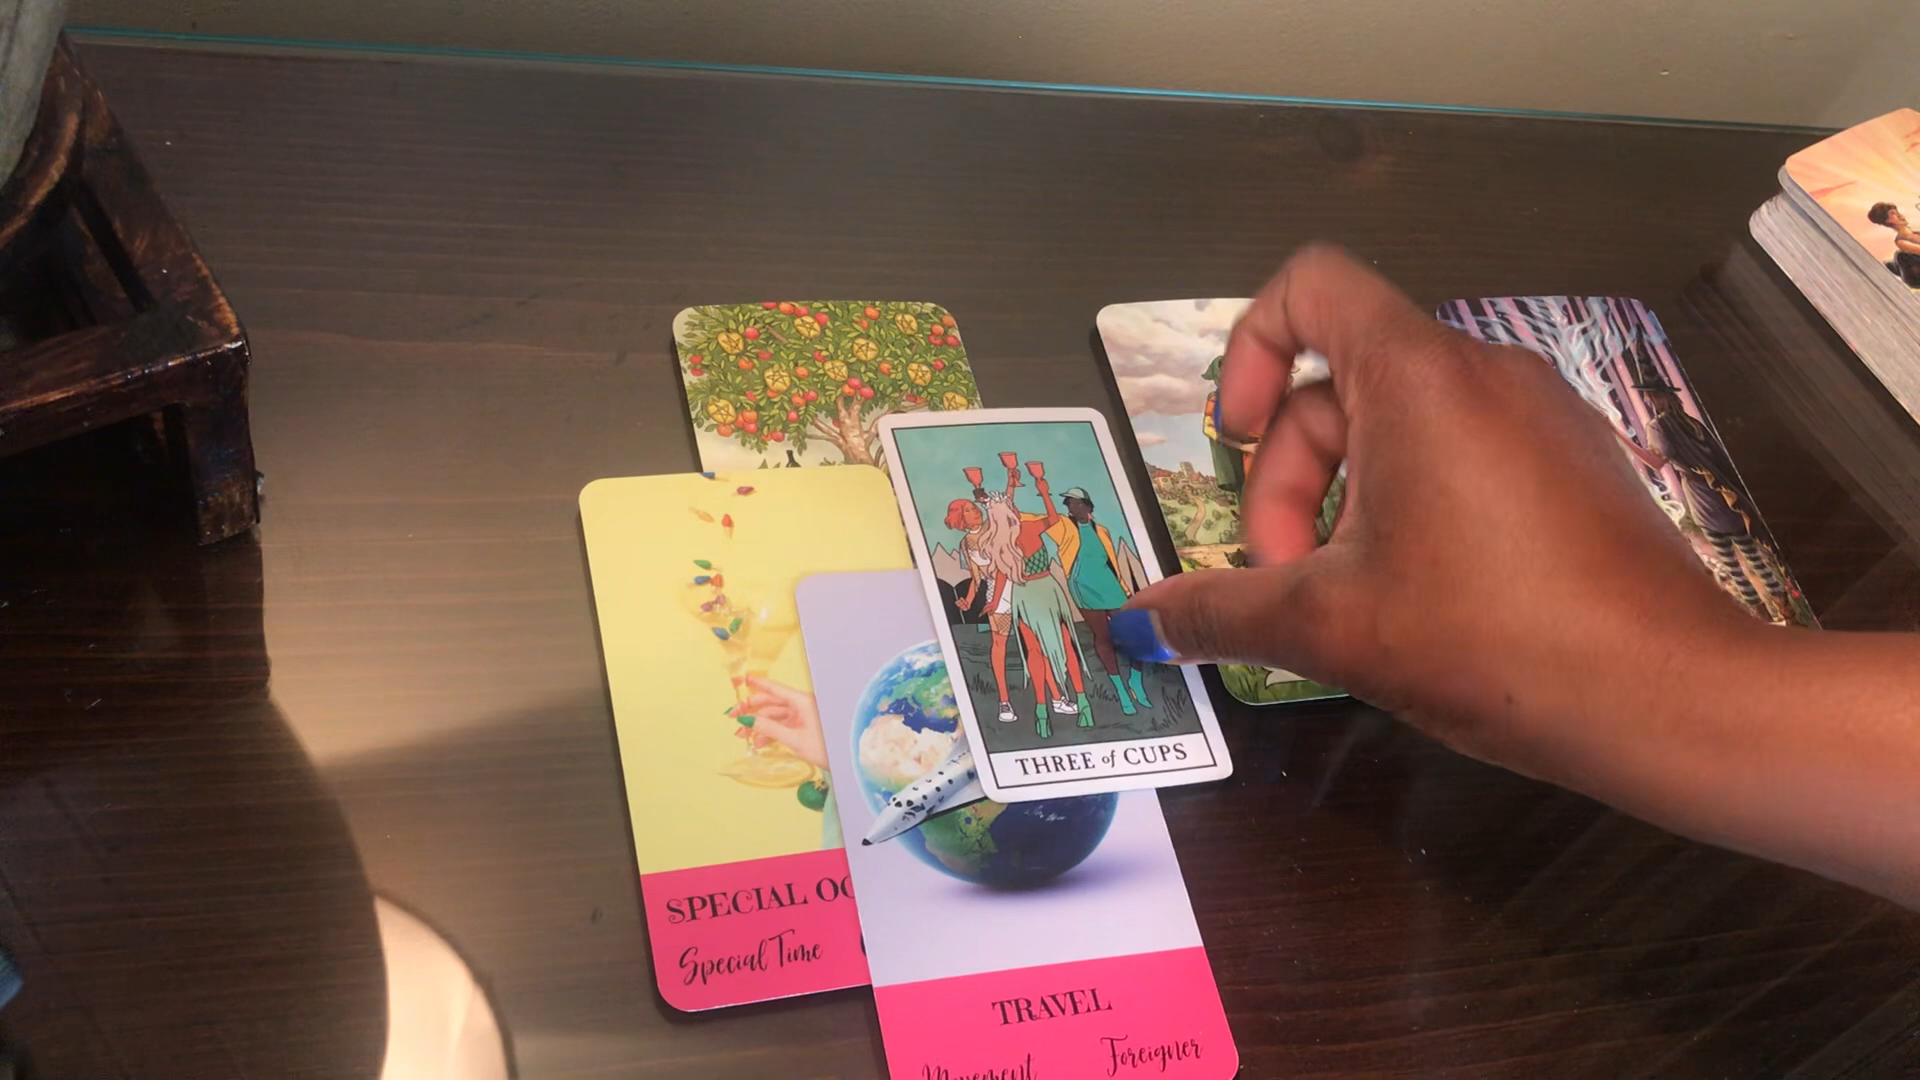 THREE of CUPS
SPECIAL OC
Special Time
TRAVEL
Movement Foreigner